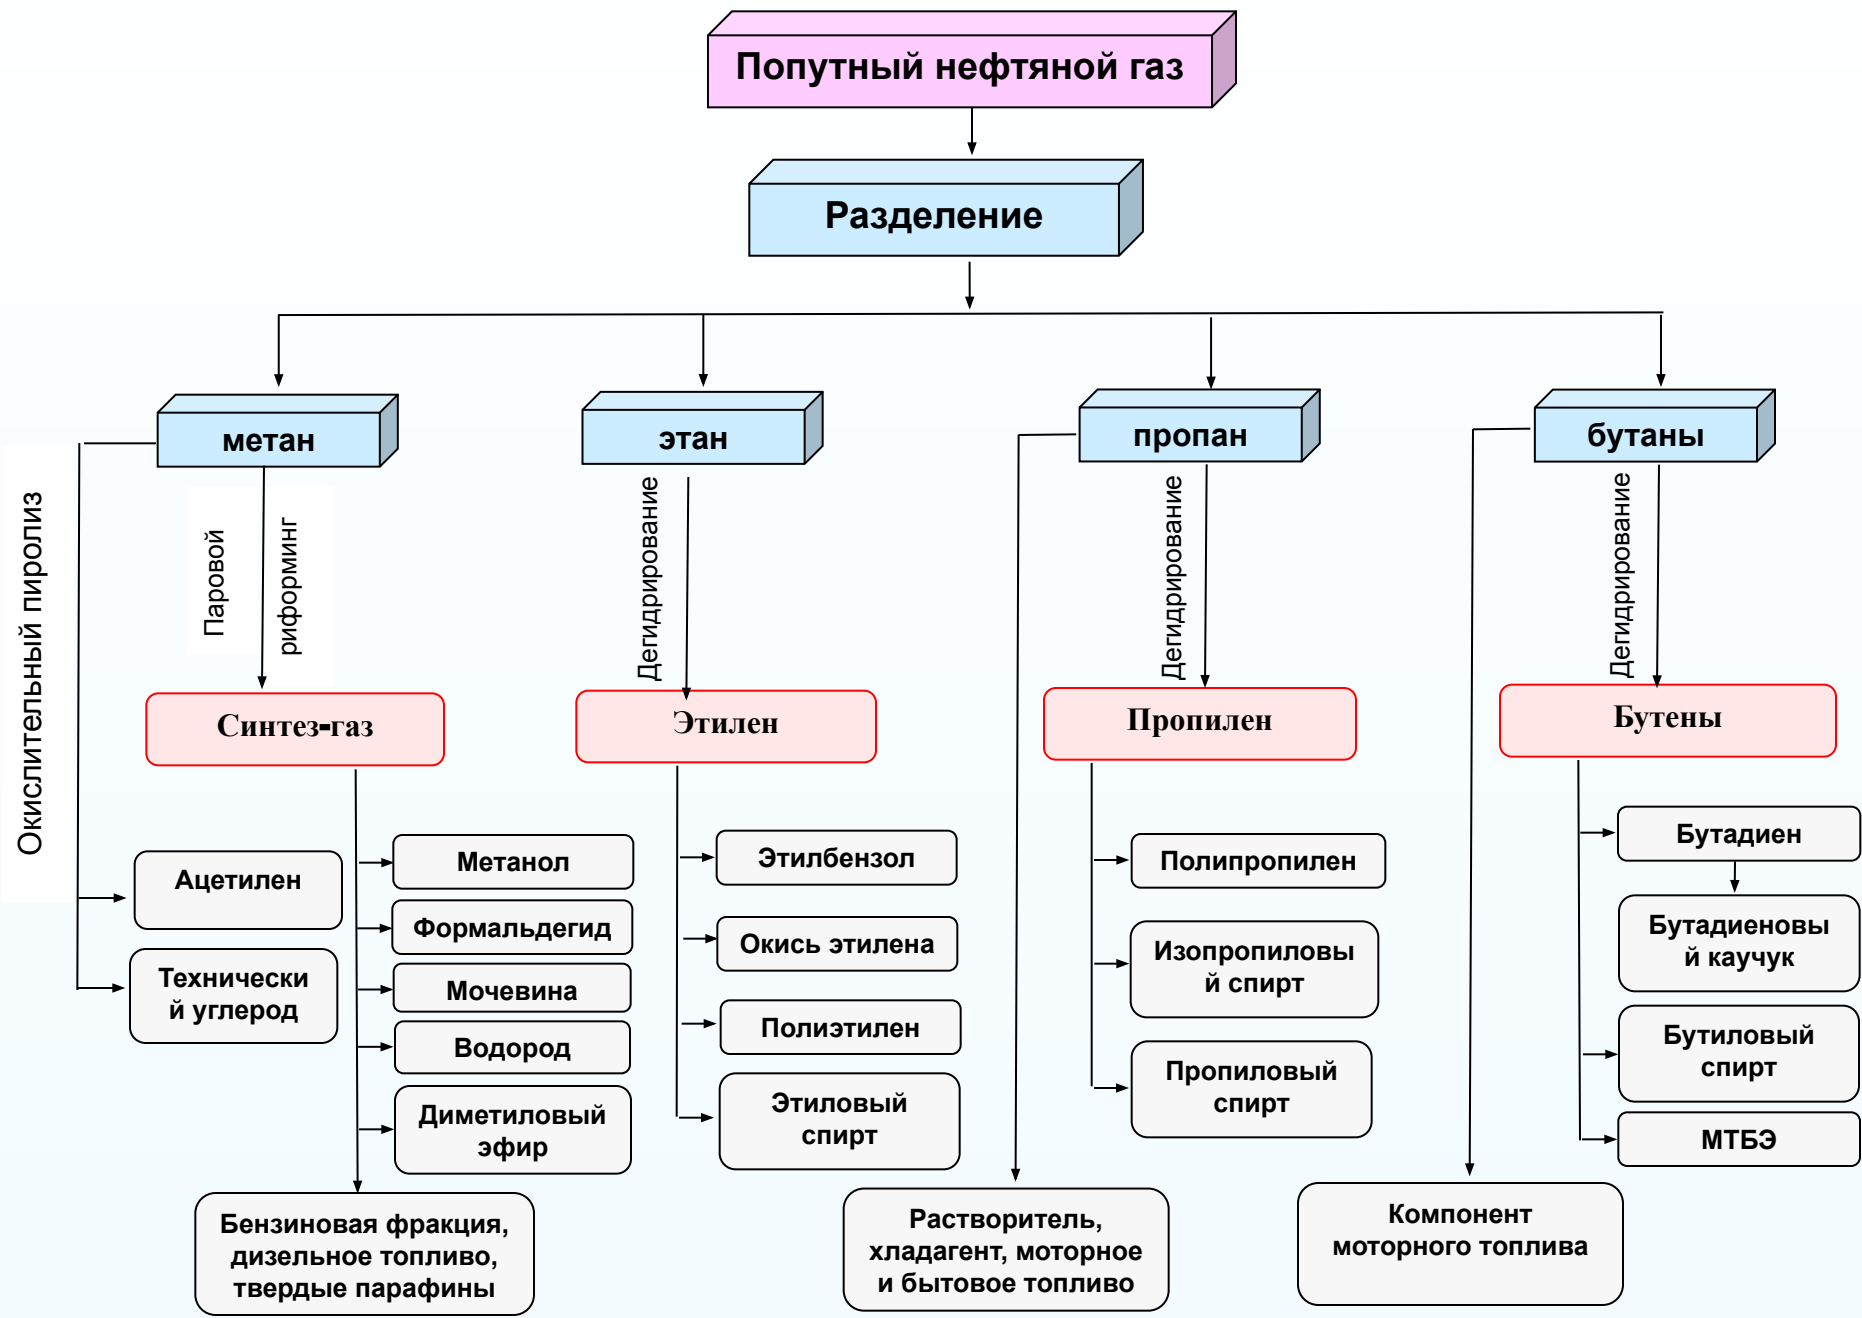 Попутный нефтяной газ
Разделение
метан
этан
пропан
бутаны
Окислительный пиролиз
Паровой
риформинг
Дегидрирование
Дегидрирование
Дегидрирование
Синтез-газ
Этилен
Пропилен
Бутены
Ацетилен
Технически
й углерод
Метанол
Формальдегид
Мочевина
Водород
Диметиловый
эфир
Бензиновая фракция,
дизельное топливо,
твердые парафины
Этилбензол
Окись этилена
Полиэтилен
Этиловый
спирт
Полипропилен
Изопропиловы
й спирт
Пропиловый
спирт
Растворитель,
хладагент, моторное
и бытовое топливо
Бутадиен
Бутадиеновы
й каучук
Бутиловый
спирт
МТБЭ
Компонент
моторного топлива